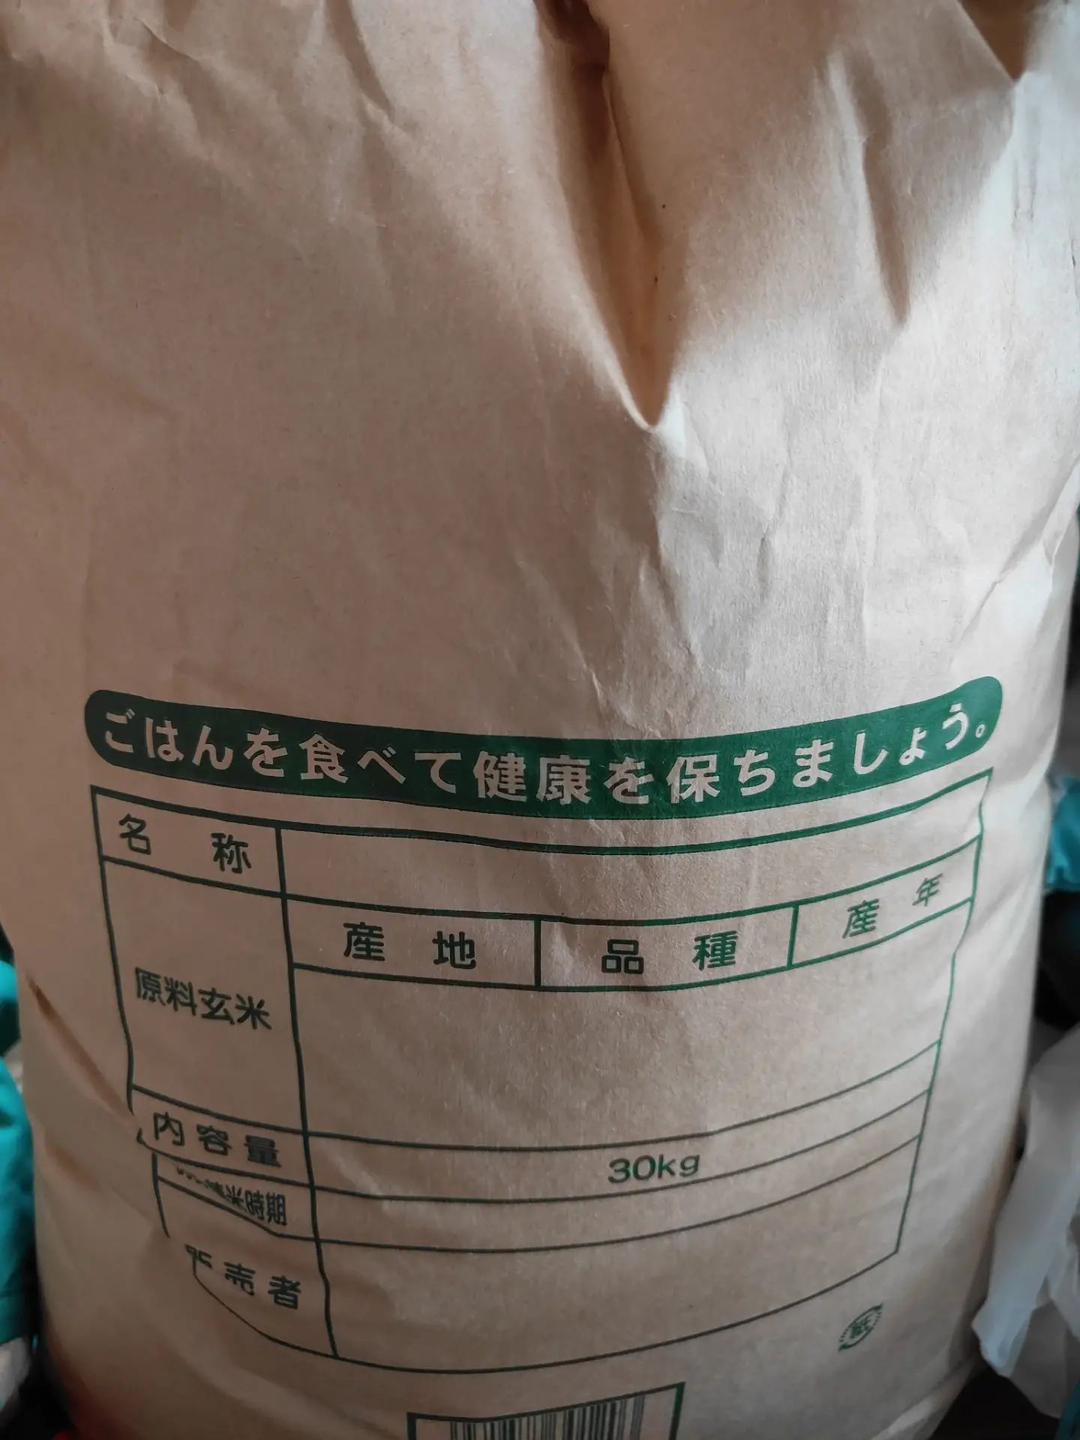 ごはんを食べて健康を保ちましょう。
名称
産地 品種 産年
原料玄米
内容量 30kg
精米時期
販売者
紙